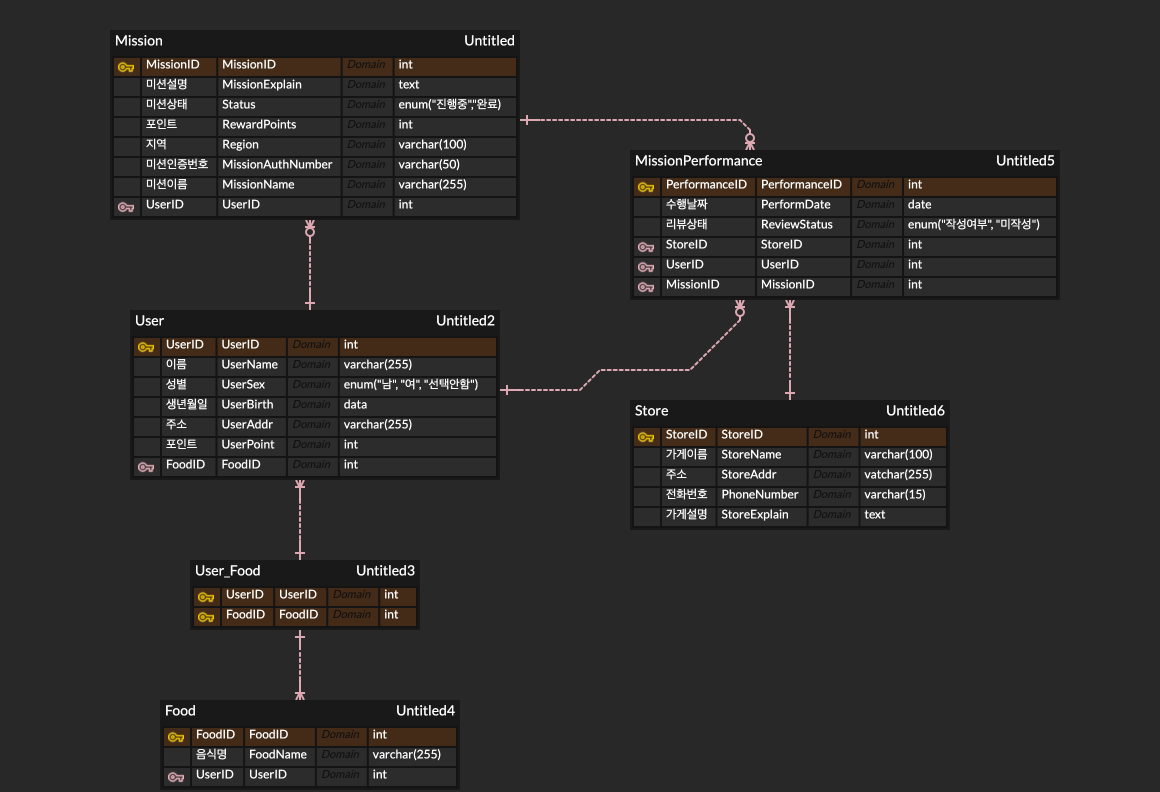 Mission Untitled
MissionID MissionID Domain int
미션설명 MissionExplain Domain text
미션상태 Status Domain enum("진행중","완료)
포인트 RewardPoints Domain int
지역 Region Domain varchar(100)
미션인증번호 MissionAuthNumber Domain varchar(50)
미션이름 MissionName Domain varchar(255)
UserID UserID Domain int
MissionPerformance Untitled5
PerformanceID PerformanceID Domain int
수행날짜 PerformDate Domain date
리뷰상태 ReviewStatus Domain enum("작성여부", "미작성")
StoreID StoreID Domain int
UserID UserID Domain int
MissionID MissionID Domain int
User Untitled2
UserID UserID Domain int
이름 UserName Domain varchar(255)
성별 UserSex Domain enum("남", "여", "선택안함")
생년월일 UserBirth Domain data
주소 UserAddr Domain varchar(255)
포인트 UserPoint Domain int
FoodID FoodID Domain int
Store Untitled6
StoreID StoreID Domain int
가게이름 StoreName Domain varchar(100)
주소 StoreAddr Domain vatchar(255)
전화번호 PhoneNumber Domain varchar(15)
가게설명 StoreExplain Domain text
User_Food Untitled3
UserID UserID Domain int
FoodID FoodID Domain int
Food Untitled4
FoodID FoodID Domain int
음식명 FoodName Domain varchar(255)
UserID UserID Domain int